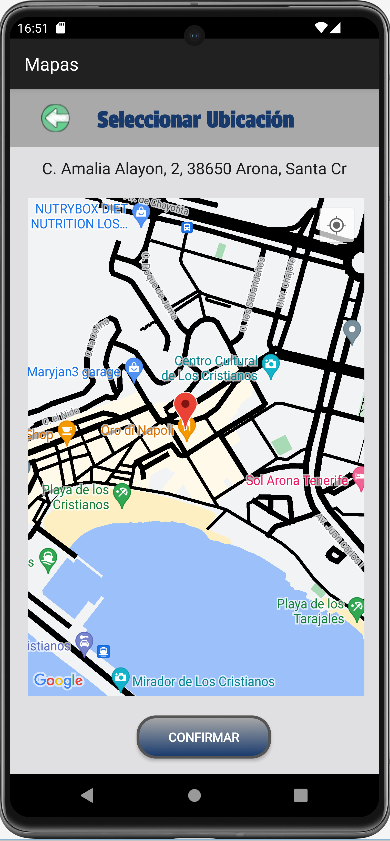 16:51
Mapas
Seleccionar Ubicación
C. Amalia Alayon, 2, 38650 Arona, Santa Cr
NUTRYBOX DIET
NUTRITION LOS...
Centro Cultural
de Los Cristianos
Maryjan3 garage
Oro di Napoli
shop
Sol Arona Tenerife
Playa de los
Cristianos
s
Playa de los
Tarajales
istianos
Mirador de Los Cristianos
Google
CONFIRMAR